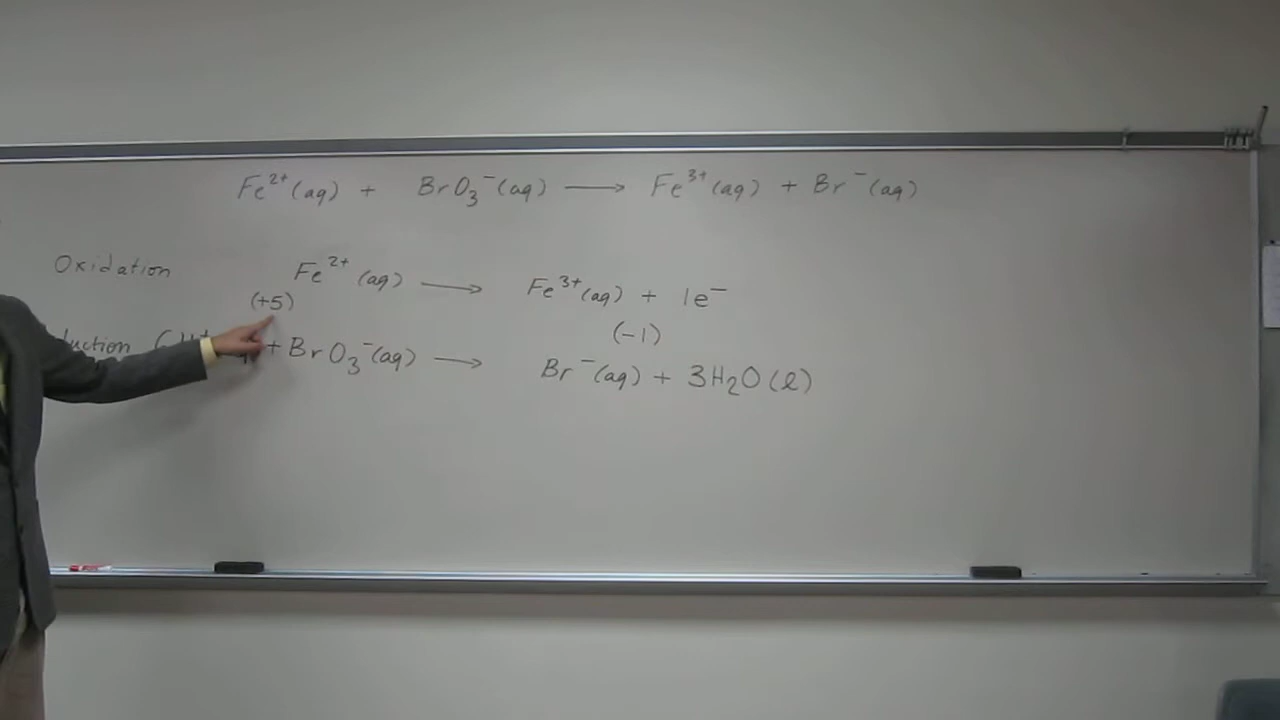 Fe²⁺(aq) + BrO₃⁻(aq) ⟶ Fe³⁺(aq) + Br⁻(aq)
Oxidation Fe²⁺(aq) ⟶ Fe³⁺(aq) + 1e⁻
(+5) (-1)
+ BrO₃⁻(aq) ⟶ Br⁻(aq) + 3H₂O(l)